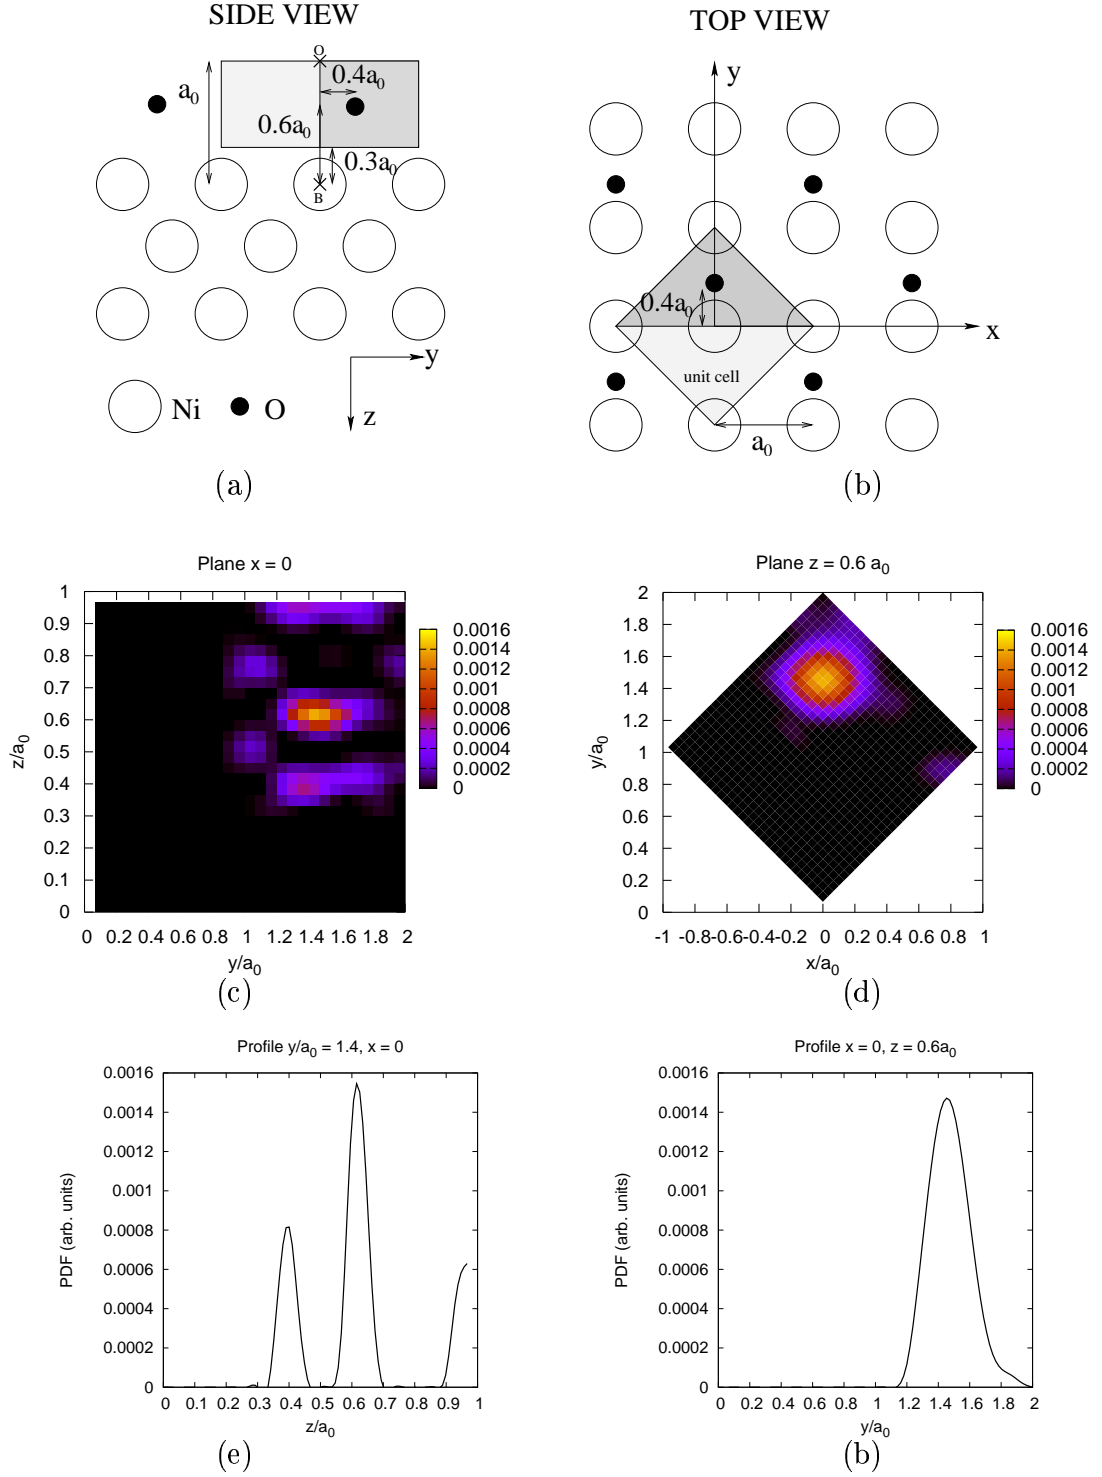 SIDE VIEW
TOP VIEW
O
0.4a0
a0
0.6a0
0.3a0
B
y
z
Ni
O
(a)
y
0.4a0
x
unit cell
a0
(b)
Plane x = 0
1
0.9
0.8
0.7
0.6
0.5
0.4
0.3
0.2
0.1
0
z/a0
0 0.2 0.4 0.6 0.8 1 1.2 1.4 1.6 1.8 2
y/a0
0.0016
0.0014
0.0012
0.001
0.0008
0.0006
0.0004
0.0002
0
(c)
Plane z = 0.6 a0
2
1.8
1.6
1.4
1.2
1
0.8
0.6
0.4
0.2
0
y/a0
-1 -0.8-0.6-0.4-0.2 0 0.2 0.4 0.6 0.8 1
x/a0
0.0016
0.0014
0.0012
0.001
0.0008
0.0006
0.0004
0.0002
0
(d)
Profile y/a0 = 1.4, x = 0
0.0016
0.0014
0.0012
0.001
0.0008
0.0006
0.0004
0.0002
0
PDF (arb. units)
0 0.1 0.2 0.3 0.4 0.5 0.6 0.7 0.8 0.9 1
z/a0
(e)
Profile x = 0, z = 0.6a0
0.0016
0.0014
0.0012
0.001
0.0008
0.0006
0.0004
0.0002
0
PDF (arb. units)
0 0.2 0.4 0.6 0.8 1 1.2 1.4 1.6 1.8 2
y/a0
(b)